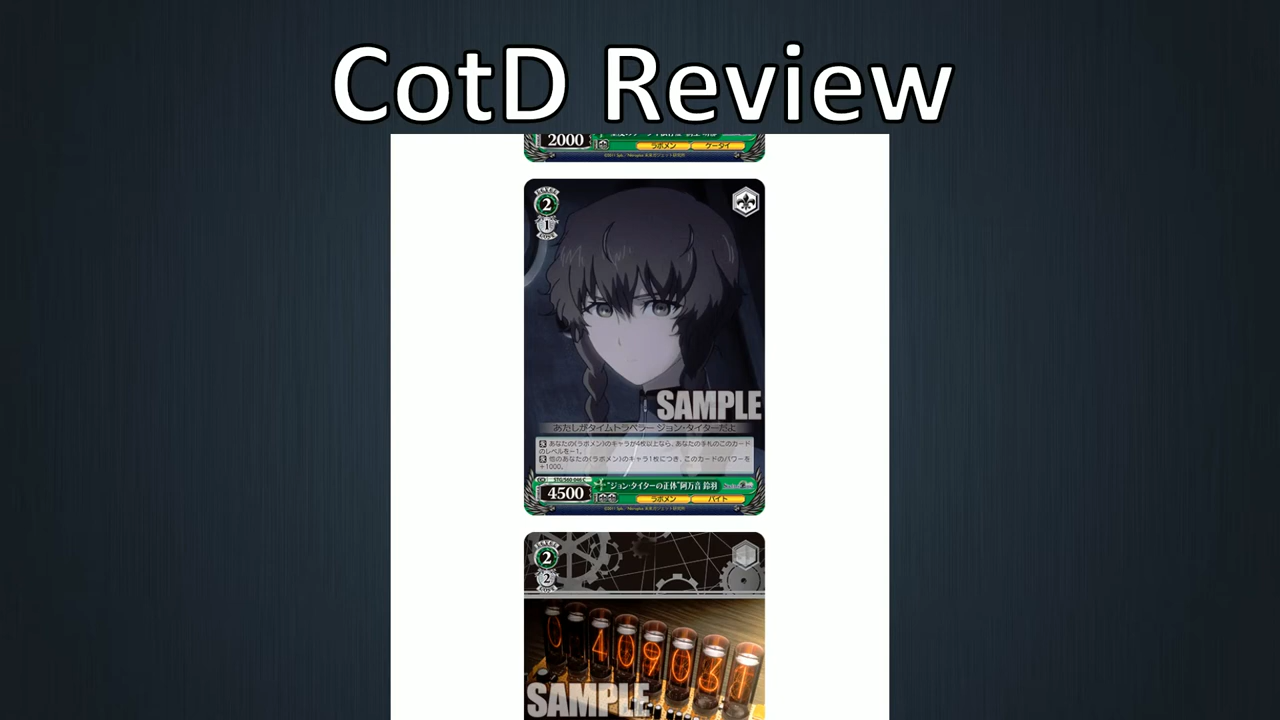 CotD Review
2000
ラボメン ケータイ
2
1
SAMPLE
あたしがタイムトラベラー ジョン・タイターだよ
永 あなたの《ラボメン》のキャラが4枚以上なら、あなたの手札のこのカード
のレベルを-1。
永 他のあなたの《ラボメン》のキャラ1枚につき、このカードのパワーを
+1000。
4500
“ジョン・タイターの正体”阿万音 鈴羽
ラボメン バイト
2
2
SAMPLE